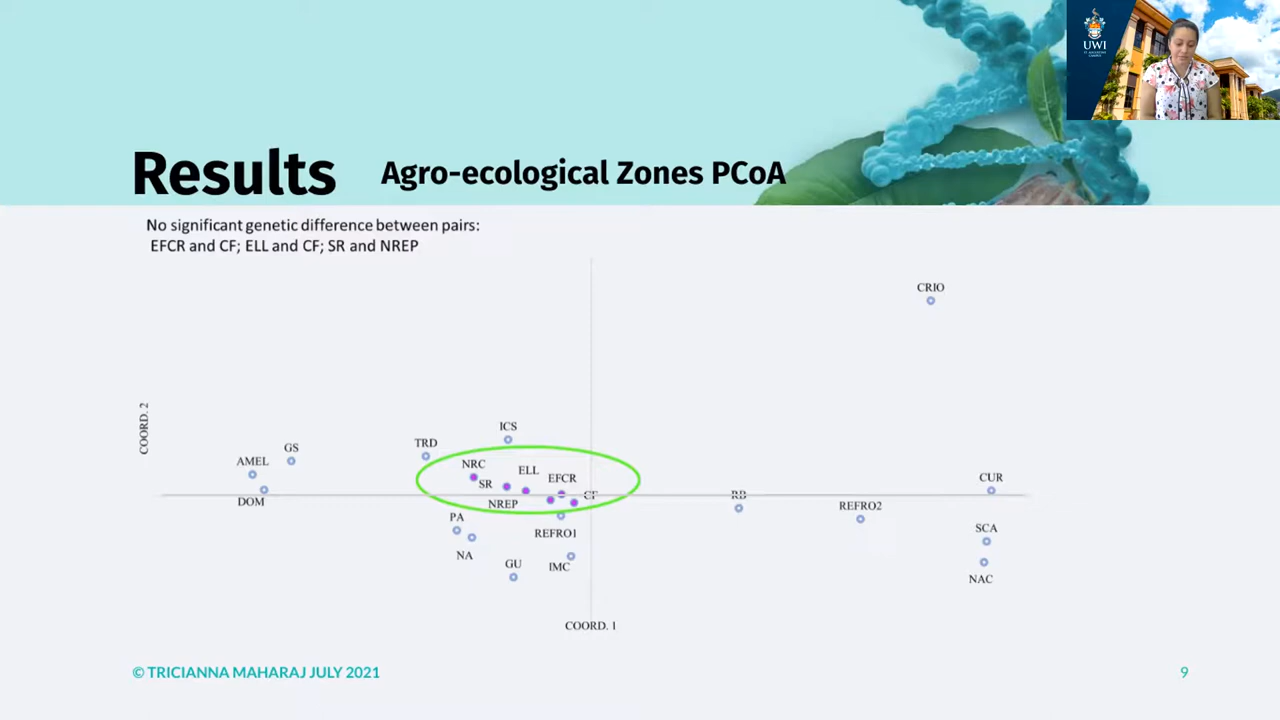 UWI
Results
Agro-ecological Zones PCoA
No significant genetic difference between pairs:
EFCR and CF; ELL and CF; SR and NREP
CRIO
COORD. 2
ICS
TRD
GS
AMEL
DOM
NRC
SR
ELL
EFCR
NREP
CF
RB
CUR
REFRO2
PA
NA
REFRO1
SCA
GU
IMC
NAC
COORD. 1
© TRICIANNA MAHARAJ JULY 2021
9